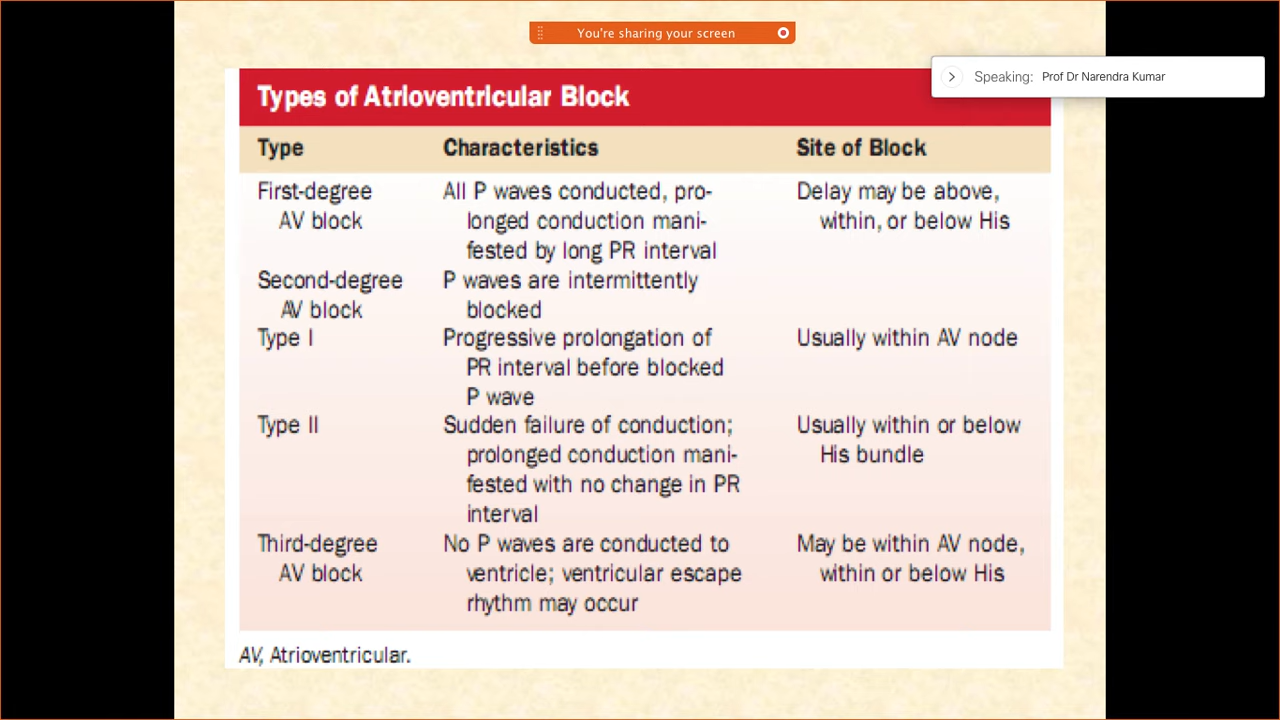 You're sharing your screen
Speaking: Prof Dr Narendra Kumar
Types of Atrioventricular Block
Type Characteristics Site of Block
First-degree All P waves conducted, pro- Delay may be above,
AV block longed conduction mani- within, or below His
fested by long PR interval
Second-degree P waves are intermittently
AV block blocked
Type I Progressive prolongation of Usually within AV node
PR interval before blocked
P wave
Type II Sudden failure of conduction; Usually within or below
prolonged conduction mani- His bundle
fested with no change in PR
interval
Third-degree No P waves are conducted to May be within AV node,
AV block ventricle; ventricular escape within or below His
rhythm may occur
AV, Atrioventricular.